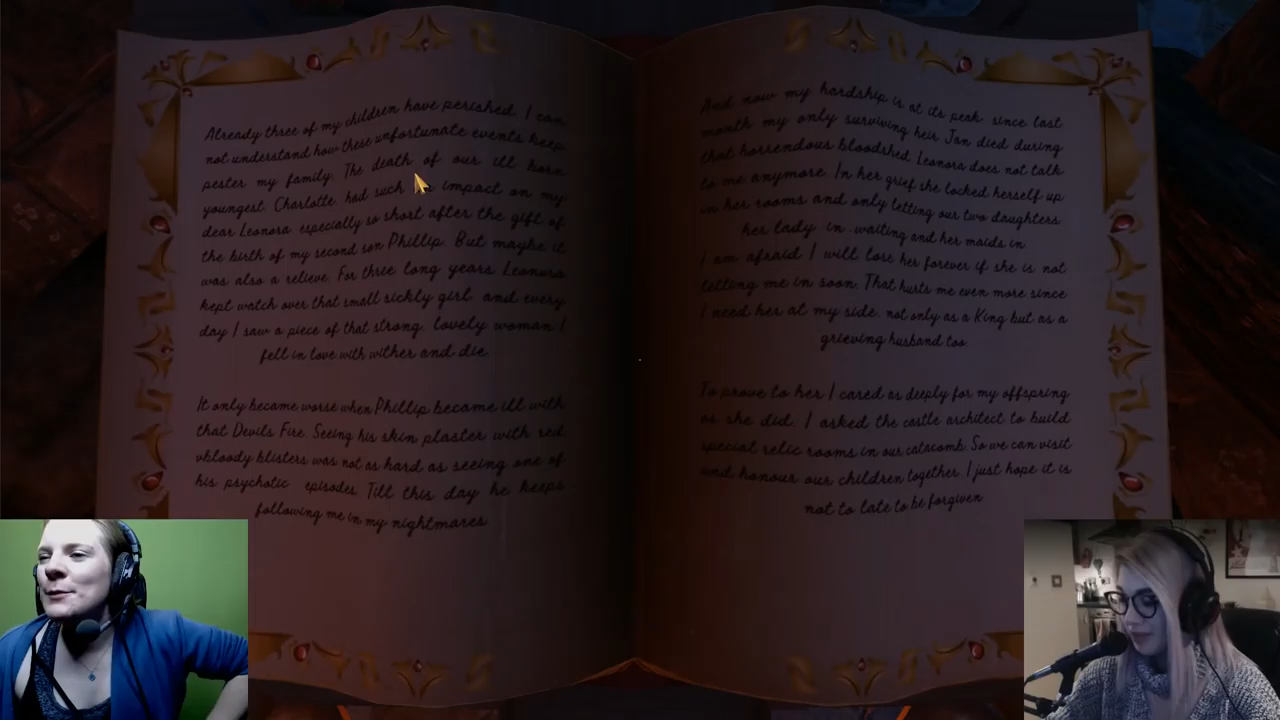 Already three of my children have perished. I can
not understand how these unfortunate events keep
pester my family. The death of our ill born
youngest Charlotte had such impact on my
dear Leonora, especially so short after the gift of
the birth of my second son Phillip. But maybe it
was also a relieve. For three long years Leonora
kept watch over that small sickly girl, and every
day I saw a piece of that strong, lovely woman I
fell in love with wither and die.
It only became worse when Phillip became ill with
that Devils Fire. Seeing his skin plaster with red
vbloody blisters was not as hard as seeing one of
his psychotic episodes. Till this day he keeps
following me in my nightmares
And now my hardship is at its peak, since last
month my only surviving heir Jan died during
that horrendous bloodshed. Leonora does not talk
to me anymore. In her grief she locked herself up
in her rooms and only letting our two daughters
her lady in waiting and her maids in
I am afraid I will lose her forever if she is not
letting me in soon. That hurts me even more since
I need her at my side, not only as a King but as a
grieving husband too.
To prove to her I cared as deeply for my offspring
as she did, I asked the castle architect to build
special relic rooms in our catacomb. So we can visit
and honour our children together. I just hope it is
not to late to be forgiven